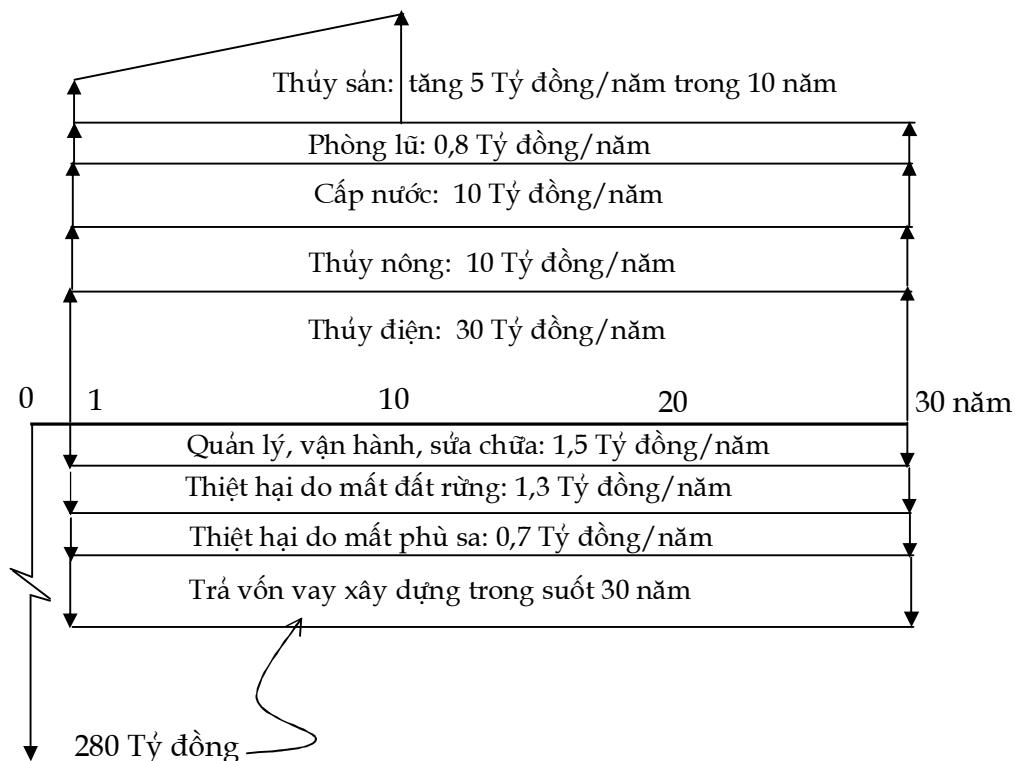 Thủy sản: tăng 5 Tỷ đồng/năm trong 10 năm
Phòng lũ: 0,8 Tỷ đồng/năm
Cấp nước: 10 Tỷ đồng/năm
Thủy nông: 10 Tỷ đồng/năm
Thủy điện: 30 Tỷ đồng/năm
0 1 10 20 30 năm
Quản lý, vận hành, sửa chữa: 1,5 Tỷ đồng/năm
Thiệt hại do mất đất rừng: 1,3 Tỷ đồng/năm
Thiệt hại do mất phù sa: 0,7 Tỷ đồng/năm
Trả vốn vay xây dựng trong suốt 30 năm
280 Tỷ đồng